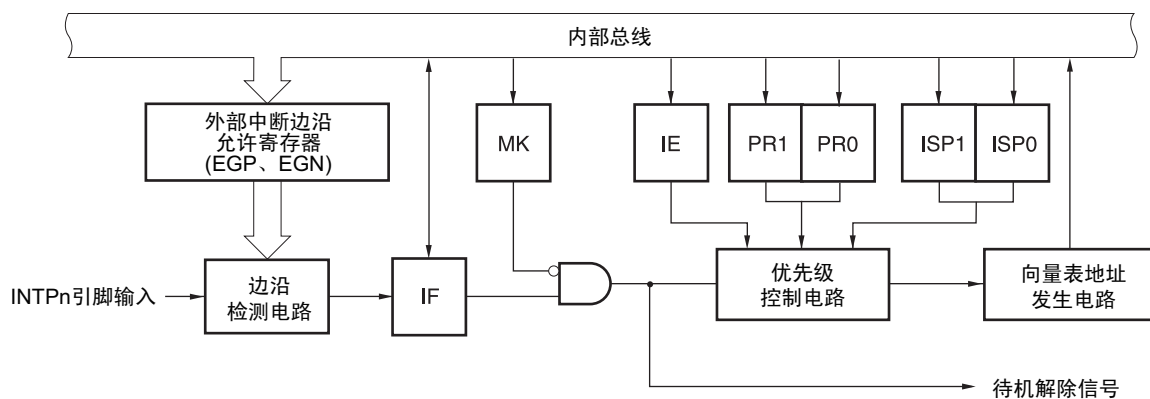 内部总线
外部中断边沿
允许寄存器
(EGP、EGN)
MK
IE
PR1
PR0
ISP1
ISP0
INTPn引脚输入
边沿
检测电路
IF
优先级
控制电路
向量表地址
发生电路
待机解除信号